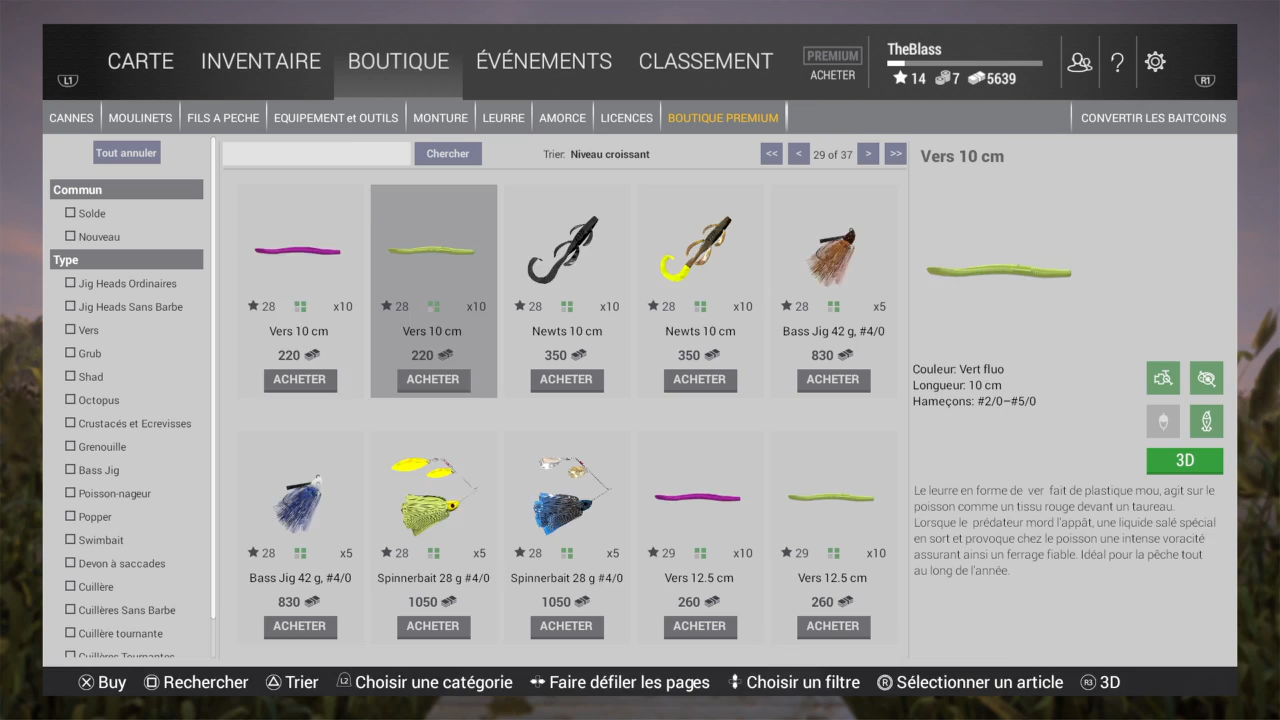 L1
CARTE INVENTAIRE BOUTIQUE ÉVÉNEMENTS CLASSEMENT
PREMIUM
ACHETER
TheBlass
14 7 5639
?
R1
CANNES MOULINETS FILS A PECHE EQUIPEMENT et OUTILS MONTURE LEURRE AMORCE LICENCES BOUTIQUE PREMIUM CONVERTIR LES BAITCOINS
Tout annuler
Commun
Solde
Nouveau
Type
Jig Heads Ordinaires
Jig Heads Sans Barbe
Vers
Grub
Shad
Octopus
Crustacés et Ecrevisses
Grenouille
Bass Jig
Poisson-nageur
Popper
Swimbait
Devon à saccades
Cuillère
Cuillères Sans Barbe
Cuillère tournante
Cuillères Tournantes
Chercher
Trier: Niveau croissant
<< < 29 of 37 > >>
28 x10 28 x10 28 x10 28 x10 28 x5
Vers 10 cm Vers 10 cm Newts 10 cm Newts 10 cm Bass Jig 42 g, #4/0
220 220 350 350 830
ACHETER ACHETER ACHETER ACHETER ACHETER
28 x5 28 x5 28 x5 29 x10 29 x10
Bass Jig 42 g, #4/0 Spinnerbait 28 g #4/0 Spinnerbait 28 g #4/0 Vers 12.5 cm Vers 12.5 cm
830 1050 1050 260 260
ACHETER ACHETER ACHETER ACHETER ACHETER
Vers 10 cm
Couleur: Vert fluo
Longueur: 10 cm
Hameçons: #2/0–#5/0
3D
Le leurre en forme de ver fait de plastique mou, agit sur le
poisson comme un tissu rouge devant un taureau.
Lorsque le prédateur mord l'appât, une liquide salé spécial
en sort et provoque chez le poisson une intense voracité
assurant ainsi un ferrage fiable. Idéal pour la pêche tout
au long de l'année.
Buy Rechercher Trier L2 Choisir une catégorie Faire défiler les pages Choisir un filtre R Sélectionner un article R3 3D